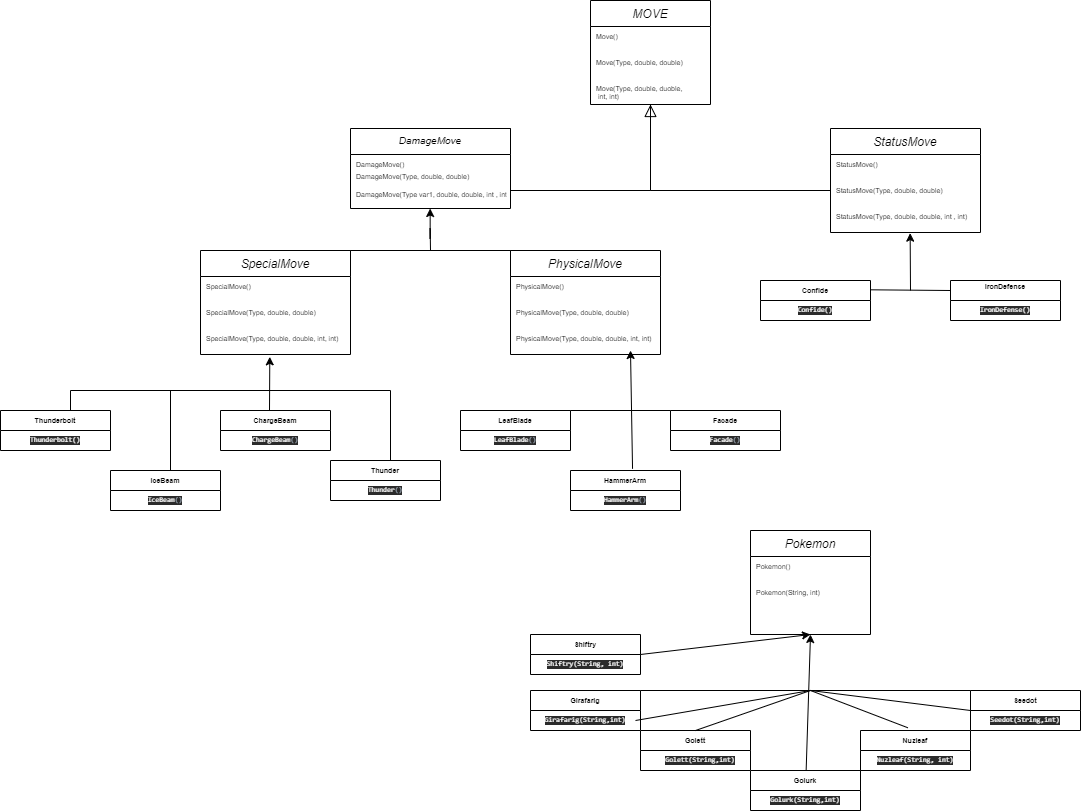 MOVE
Move()
Move(Type, double, double)
Move(Type, double, duoble,
int, int)
DamageMove
DamageMove()
DamageMove(Type, double, double)
DamageMove(Type var1, double, double, int , int
StatusMove
StatusMove()
StatusMove(Type, double, double)
StatusMove(Type, double, double, int , int)
SpecialMove
SpecialMove()
SpecialMove(Type, double, double)
SpecialMove(Type, double, double, int, int)
PhysicalMove
PhysicalMove()
PhysicalMove(Type, double, double)
PhysicalMove(Type, double, double, int, int)
Confide
Confide()
IronDefense
IronDefense()
Thunderbolt
Thunderbolt()
ChargeBeam
ChargeBeam()
LeafBlade
LeafBlade()
Facade
Facade()
IceBeam
IceBeam()
Thunder
Thunder()
HammerArm
HammerArm()
Pokemon
Pokemon()
Pokemon(String, int)
Shiftry
Shiftry(String, int)
Girafarig
Girafarig(String,int)
Seedot
Seedot(String,int)
Golett
Golett(String,int)
Nuzleaf
Nuzleaf(String, int)
Golurk
Golurk(String,int)